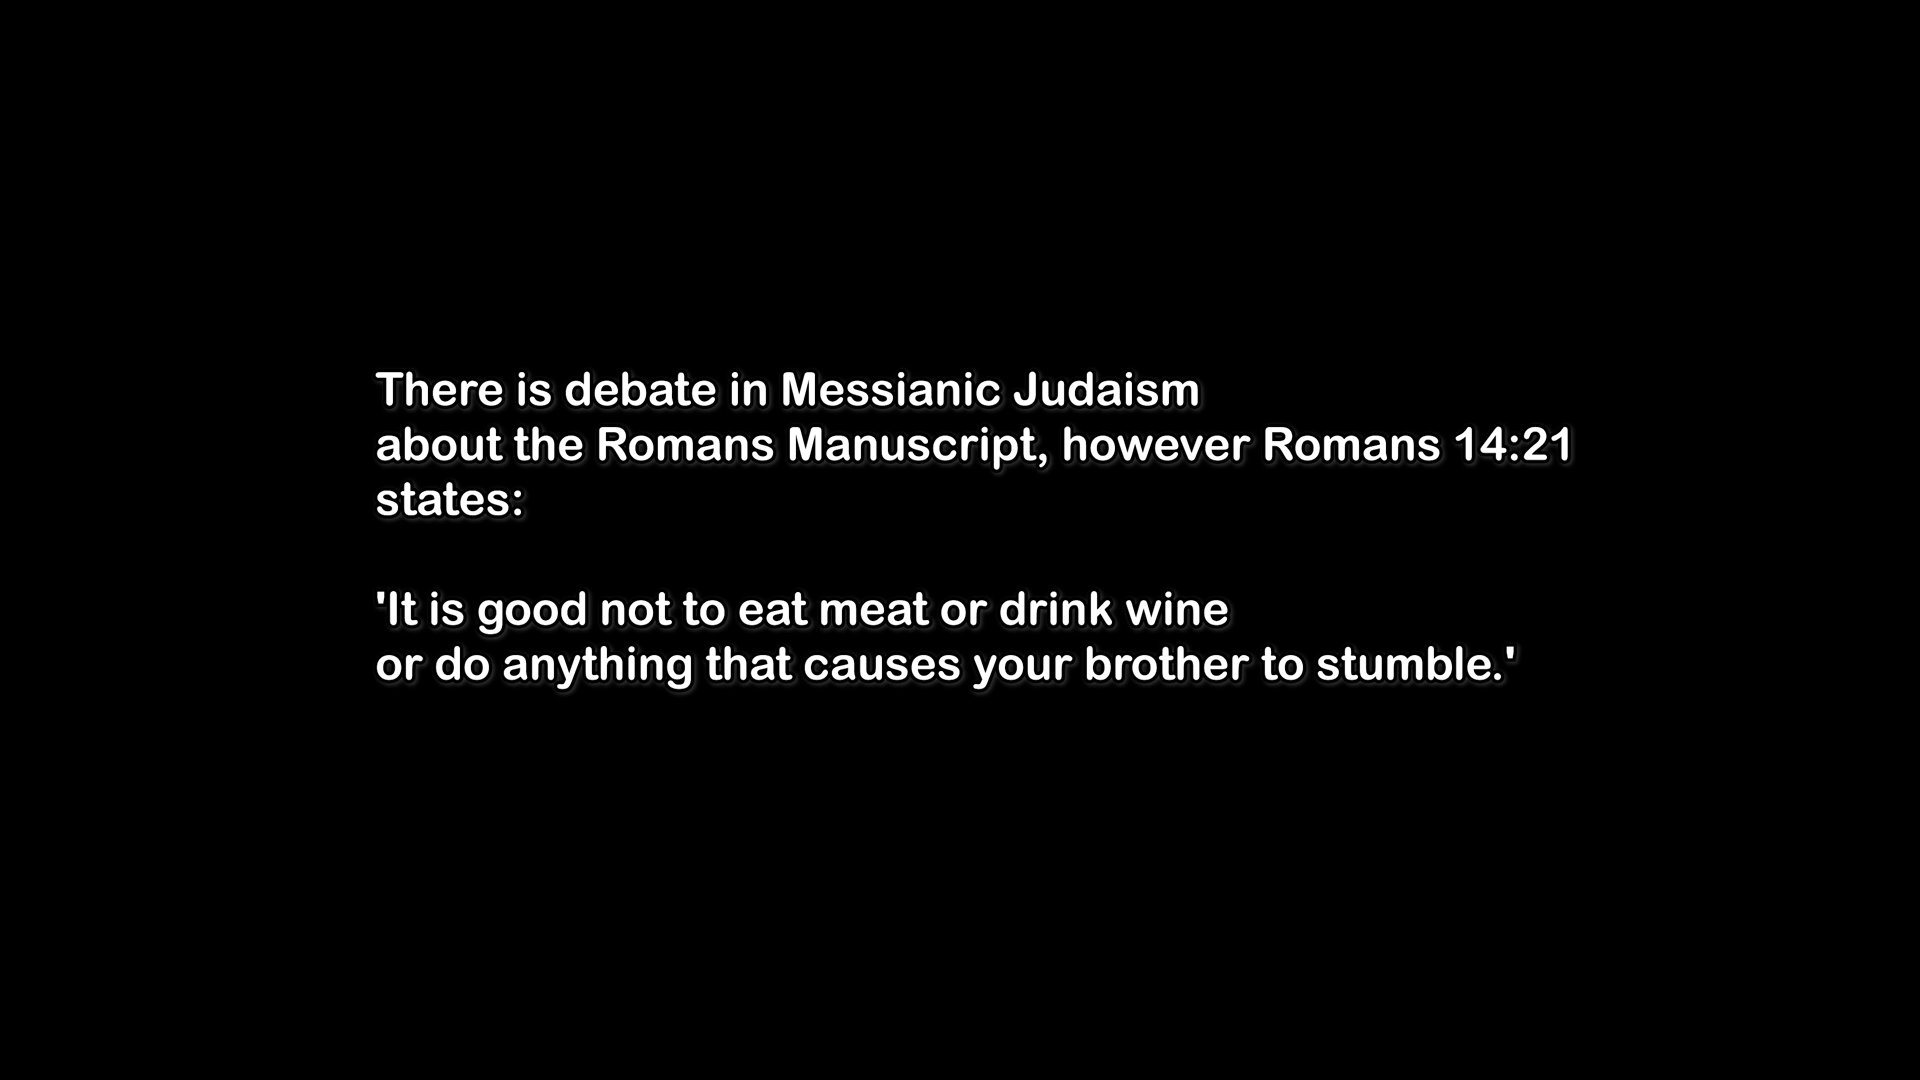 There is debate in Messianic Judaism
about the Romans Manuscript, however Romans 14:21
states:
'It is good not to eat meat or drink wine
or do anything that causes your brother to stumble.'